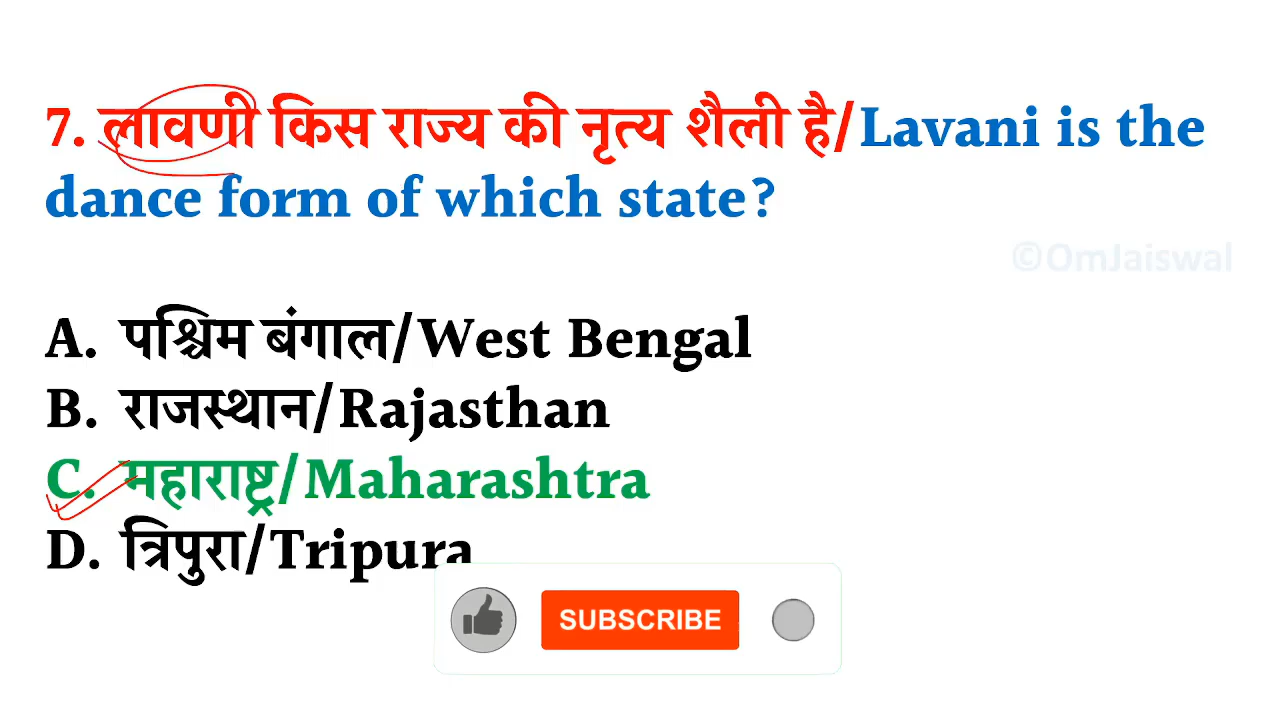 7. लावणी किस राज्य की नृत्य शैली है/Lavani is the
dance form of which state?
©OmJaiswal
A. पश्चिम बंगाल/West Bengal
B. राजस्थान/Rajasthan
C. महाराष्ट्र/Maharashtra
D. त्रिपुरा/Tripura
SUBSCRIBE